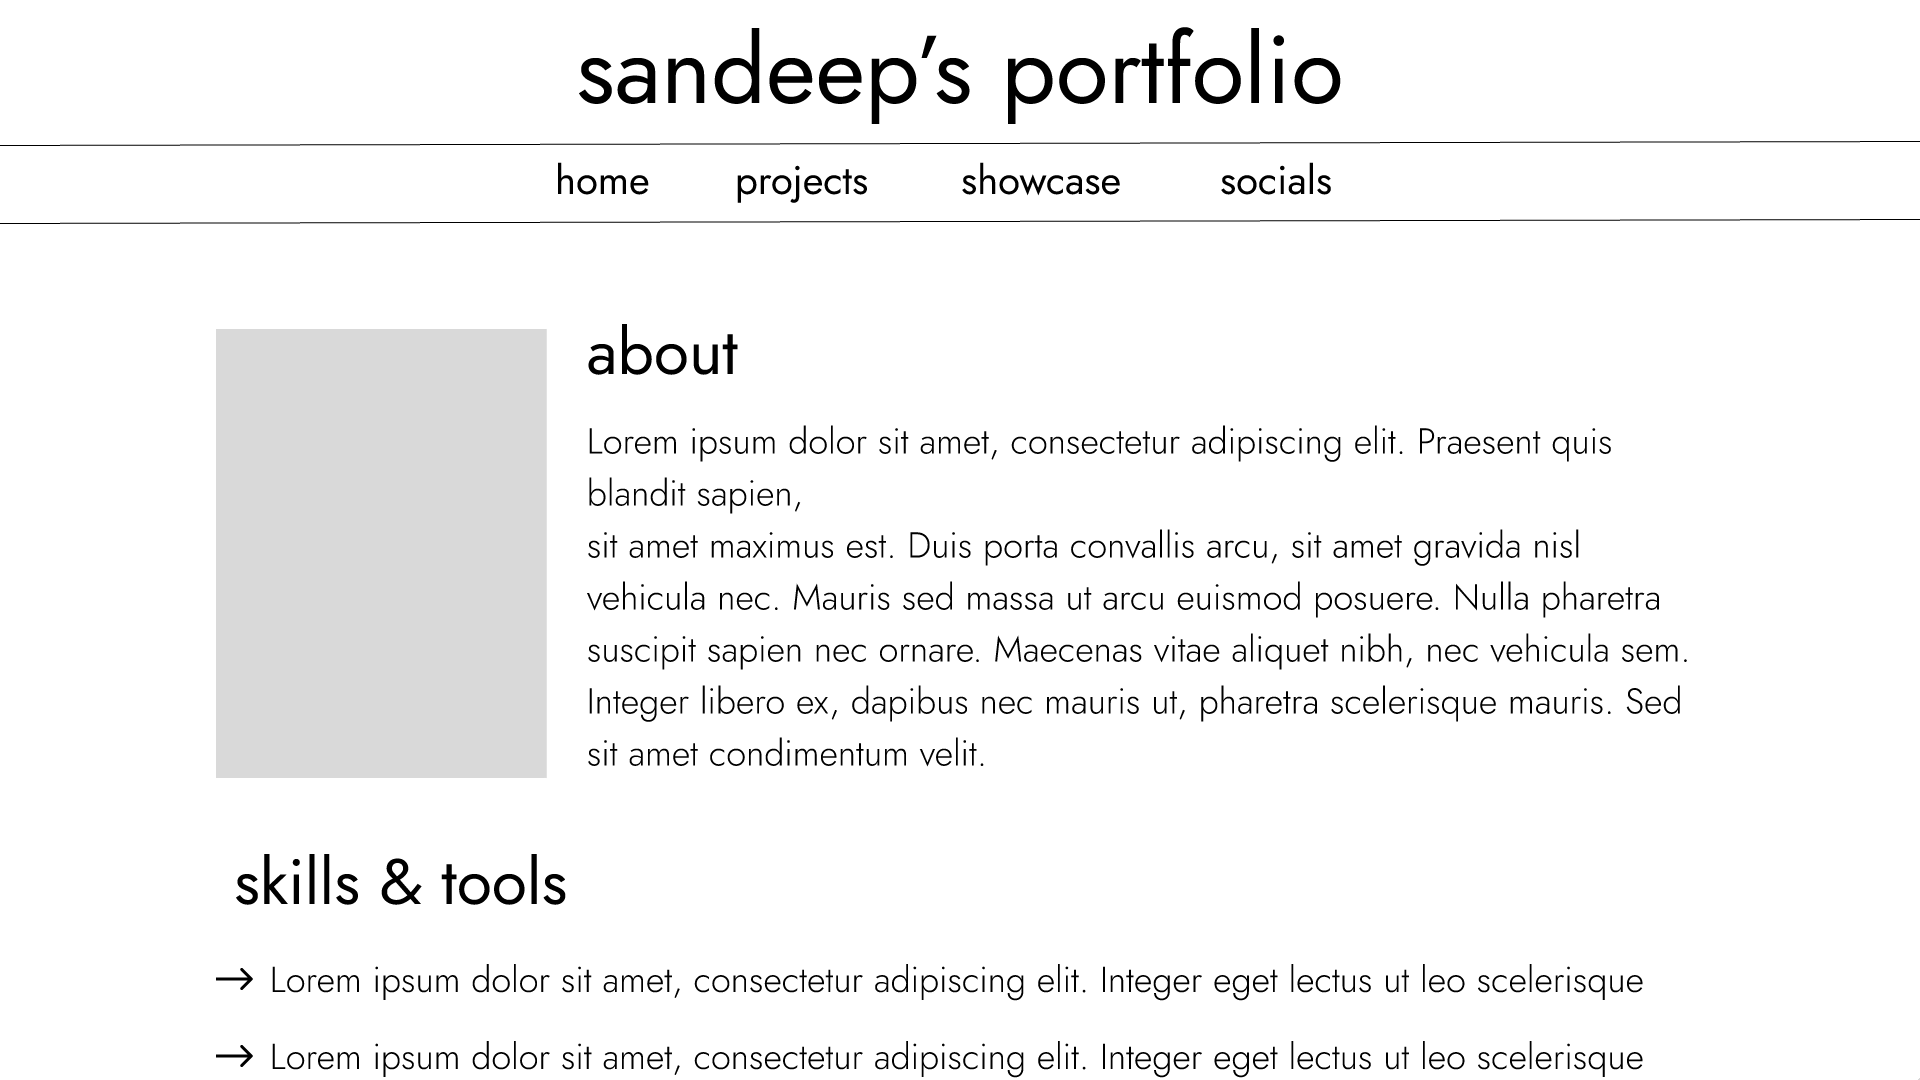 sandeep's portfolio
home projects showcase socials
about
Lorem ipsum dolor sit amet, consectetur adipiscing elit. Praesent quis
blandit sapien,
sit amet maximus est. Duis porta convallis arcu, sit amet gravida nisl
vehicula nec. Mauris sed massa ut arcu euismod posuere. Nulla pharetra
suscipit sapien nec ornare. Maecenas vitae aliquet nibh, nec vehicula sem.
Integer libero ex, dapibus nec mauris ut, pharetra scelerisque mauris. Sed
sit amet condimentum velit.
skills & tools
→ Lorem ipsum dolor sit amet, consectetur adipiscing elit. Integer eget lectus ut leo scelerisque
→ Lorem ipsum dolor sit amet, consectetur adipiscing elit. Integer eget lectus ut leo scelerisque